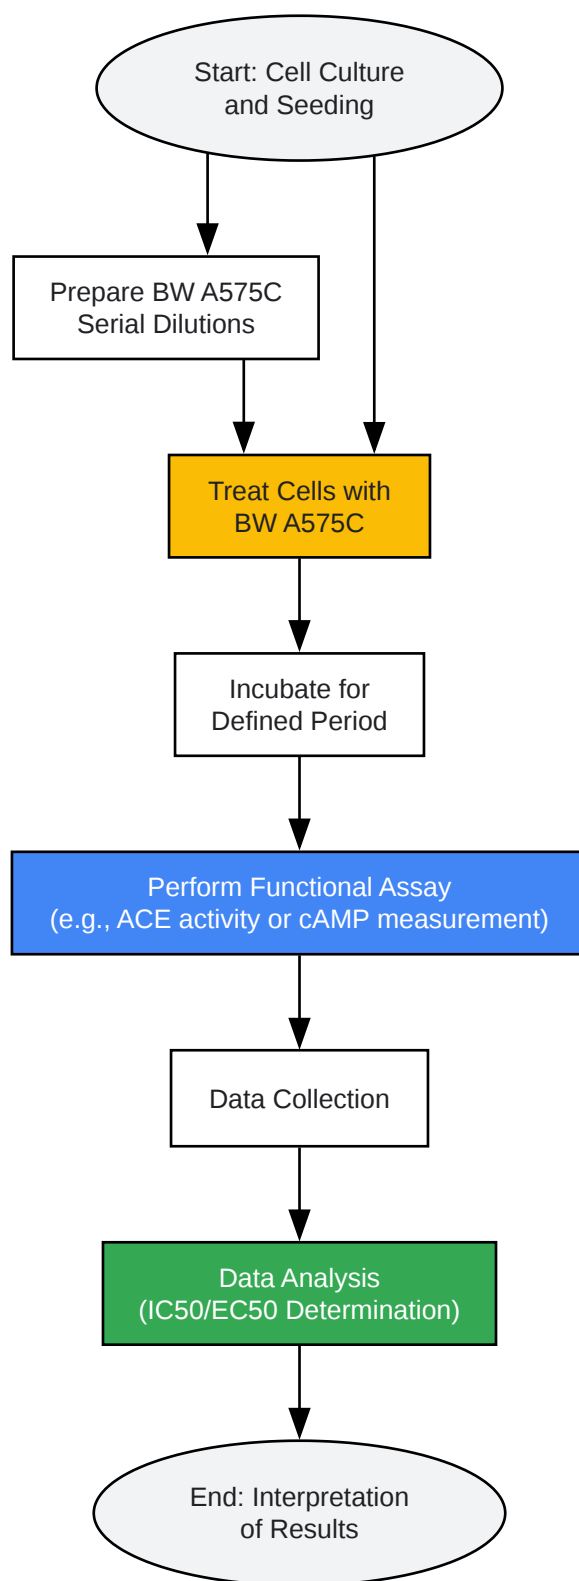 Start: Cell Culture
and Seeding
Prepare BW A575C
Serial Dilutions
Treat Cells with
BW A575C
Incubate for
Defined Period
Perform Functional Assay
(e.g., ACE activity or cAMP measurement)
Data Collection
Data Analysis
(IC50/EC50 Determination)
End: Interpretation
of Results